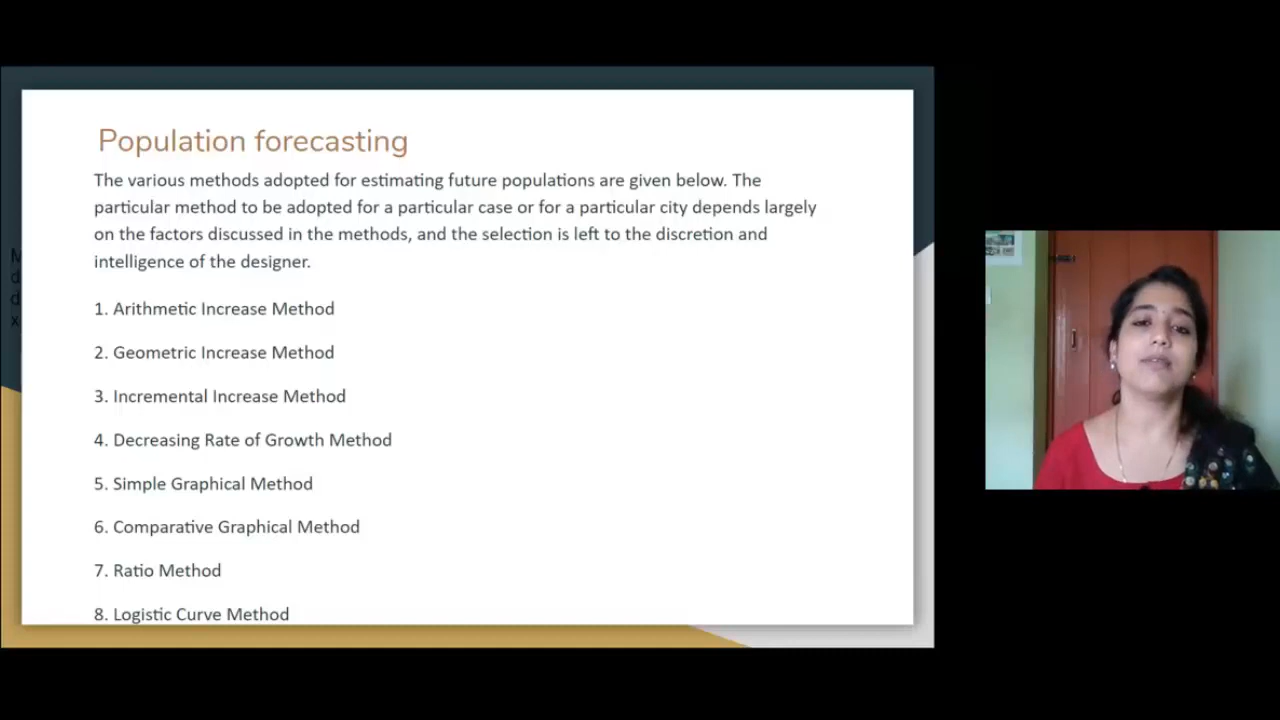 Population forecasting
The various methods adopted for estimating future populations are given below. The
particular method to be adopted for a particular case or for a particular city depends largely
on the factors discussed in the methods, and the selection is left to the discretion and
intelligence of the designer.
1. Arithmetic Increase Method
2. Geometric Increase Method
3. Incremental Increase Method
4. Decreasing Rate of Growth Method
5. Simple Graphical Method
6. Comparative Graphical Method
7. Ratio Method
8. Logistic Curve Method